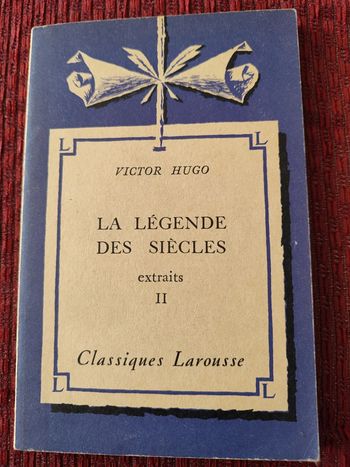 L L
VICTOR HUGO
LA LÉGENDE
DES SIÈCLES
extraits
II
Classiques Larousse
L L